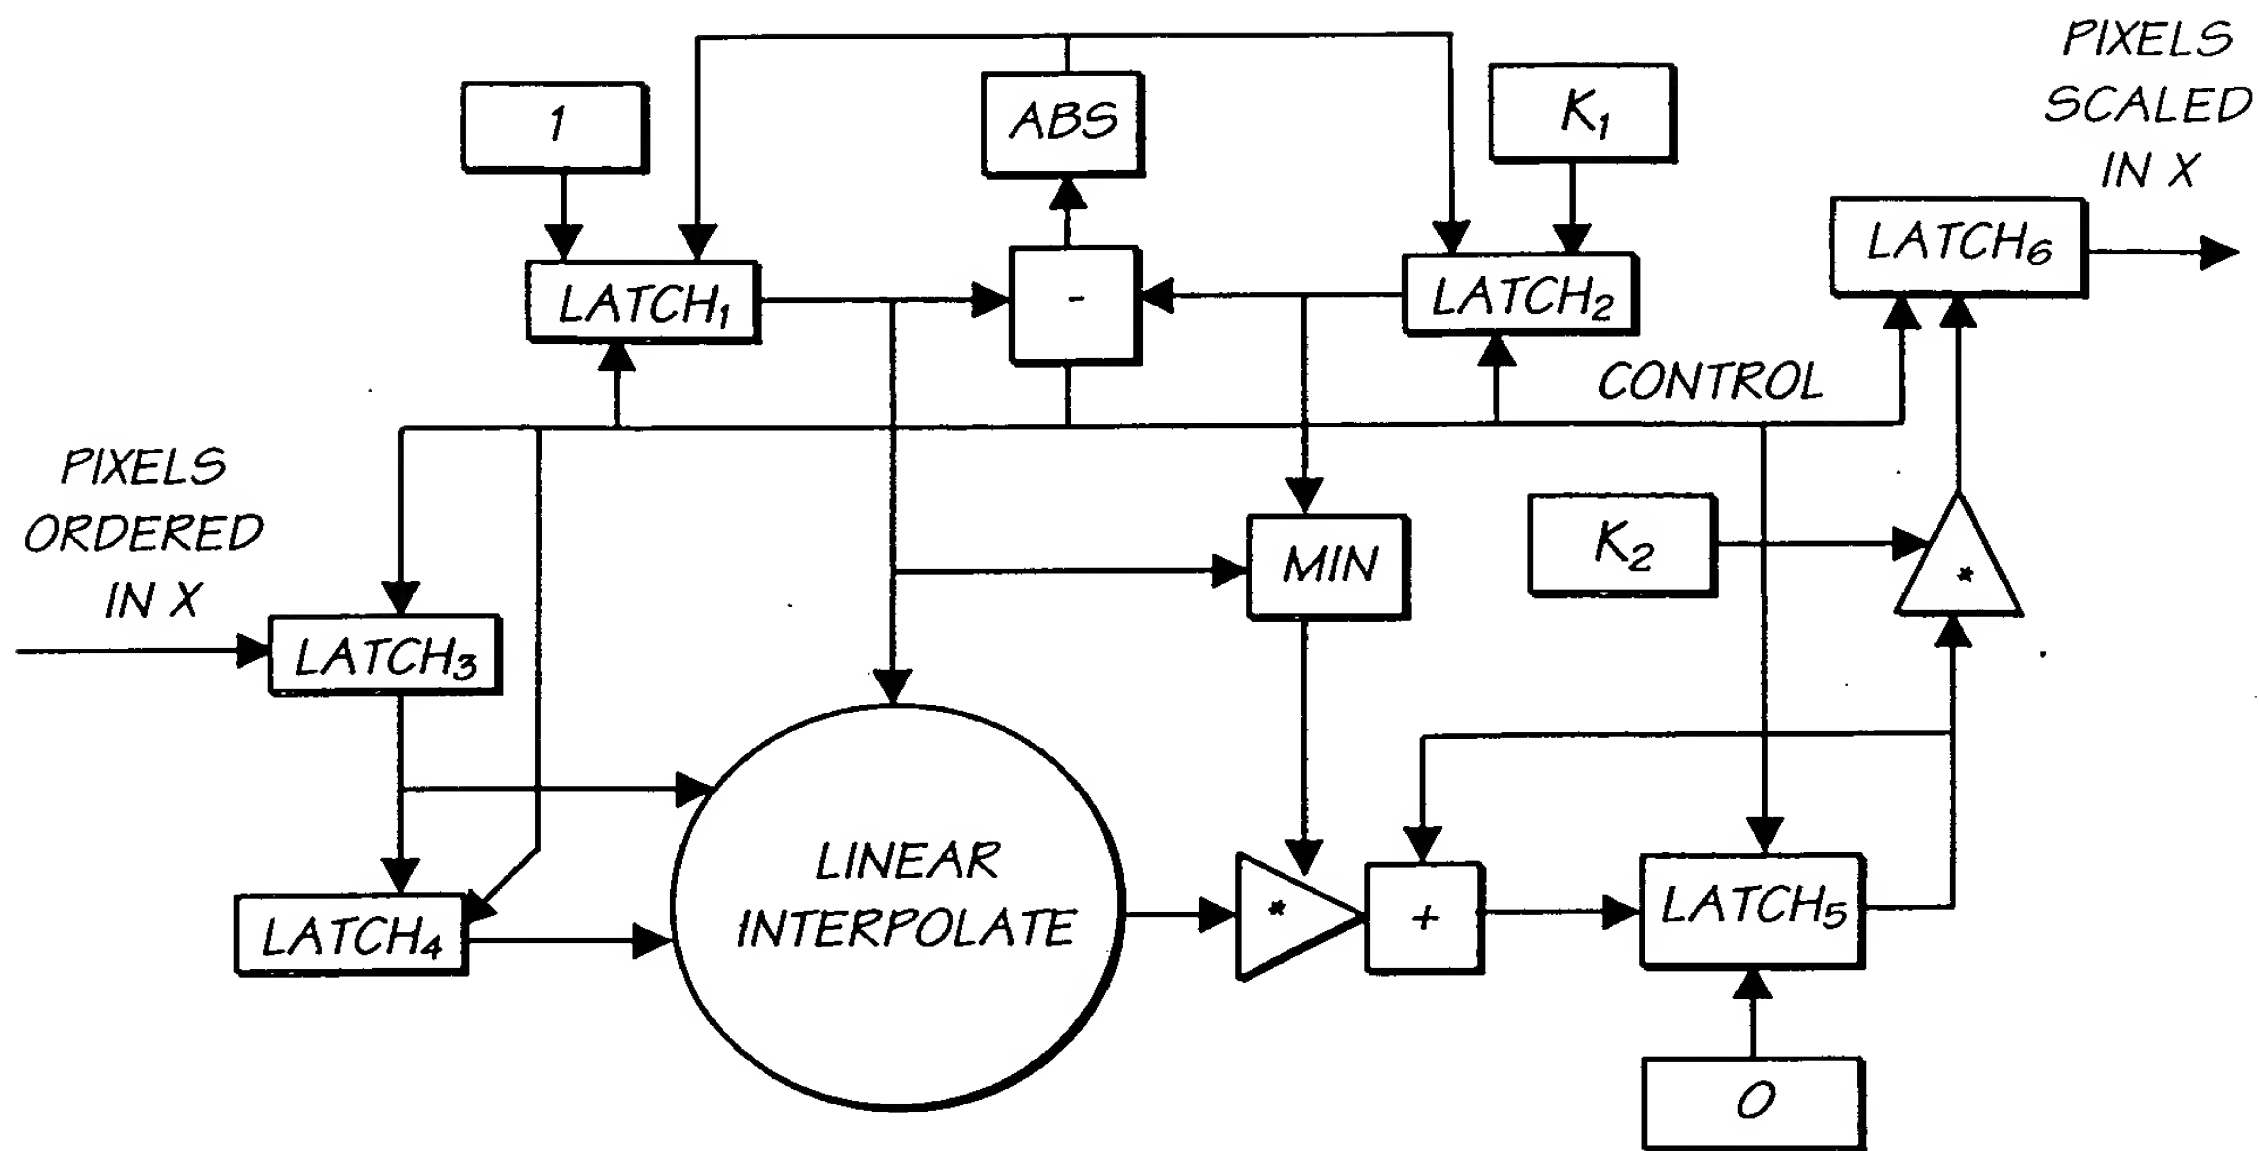 PIXELS
SCALED
IN X
1
ABS
K₁
LATCH₁
-
LATCH₂
LATCH₆
CONTROL
PIXELS
ORDERED
IN X
MIN
K₂
*
LATCH₃
LINEAR
INTERPOLATE
*
+
LATCH₅
LATCH₄
0